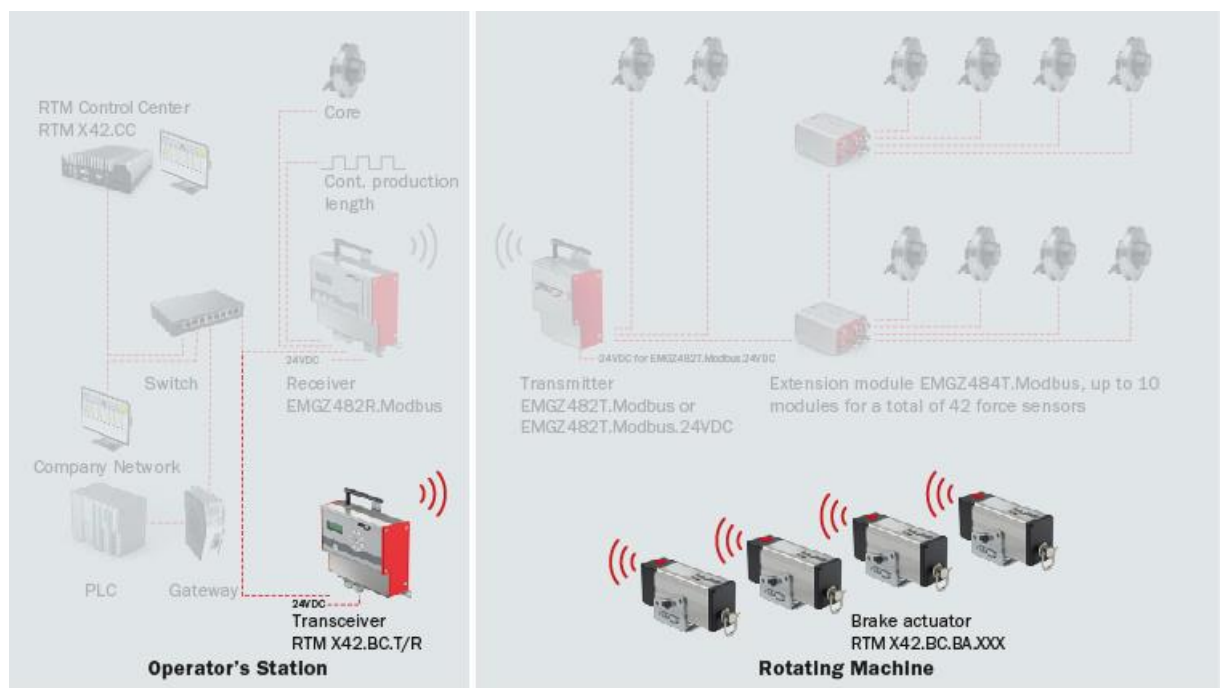 RTM Control Center
RTM X42.CC
Core
Cont. production
length
24VDC
Switch
Receiver
EMGZ482R.Modbus
Company Network
PLC
Gateway
24VDC
Transceiver
RTM X42.BC.T/R
Operator's Station
24VDC for EMGZ482T.Modbus.24VDC
Transmitter
EMGZ482T.Modbus or
EMGZ482T.Modbus.24VDC
Extension module EMGZ484T.Modbus, up to 10
modules for a total of 42 force sensors
Brake actuator
RTM X42.BC.BA.XXX
Rotating Machine